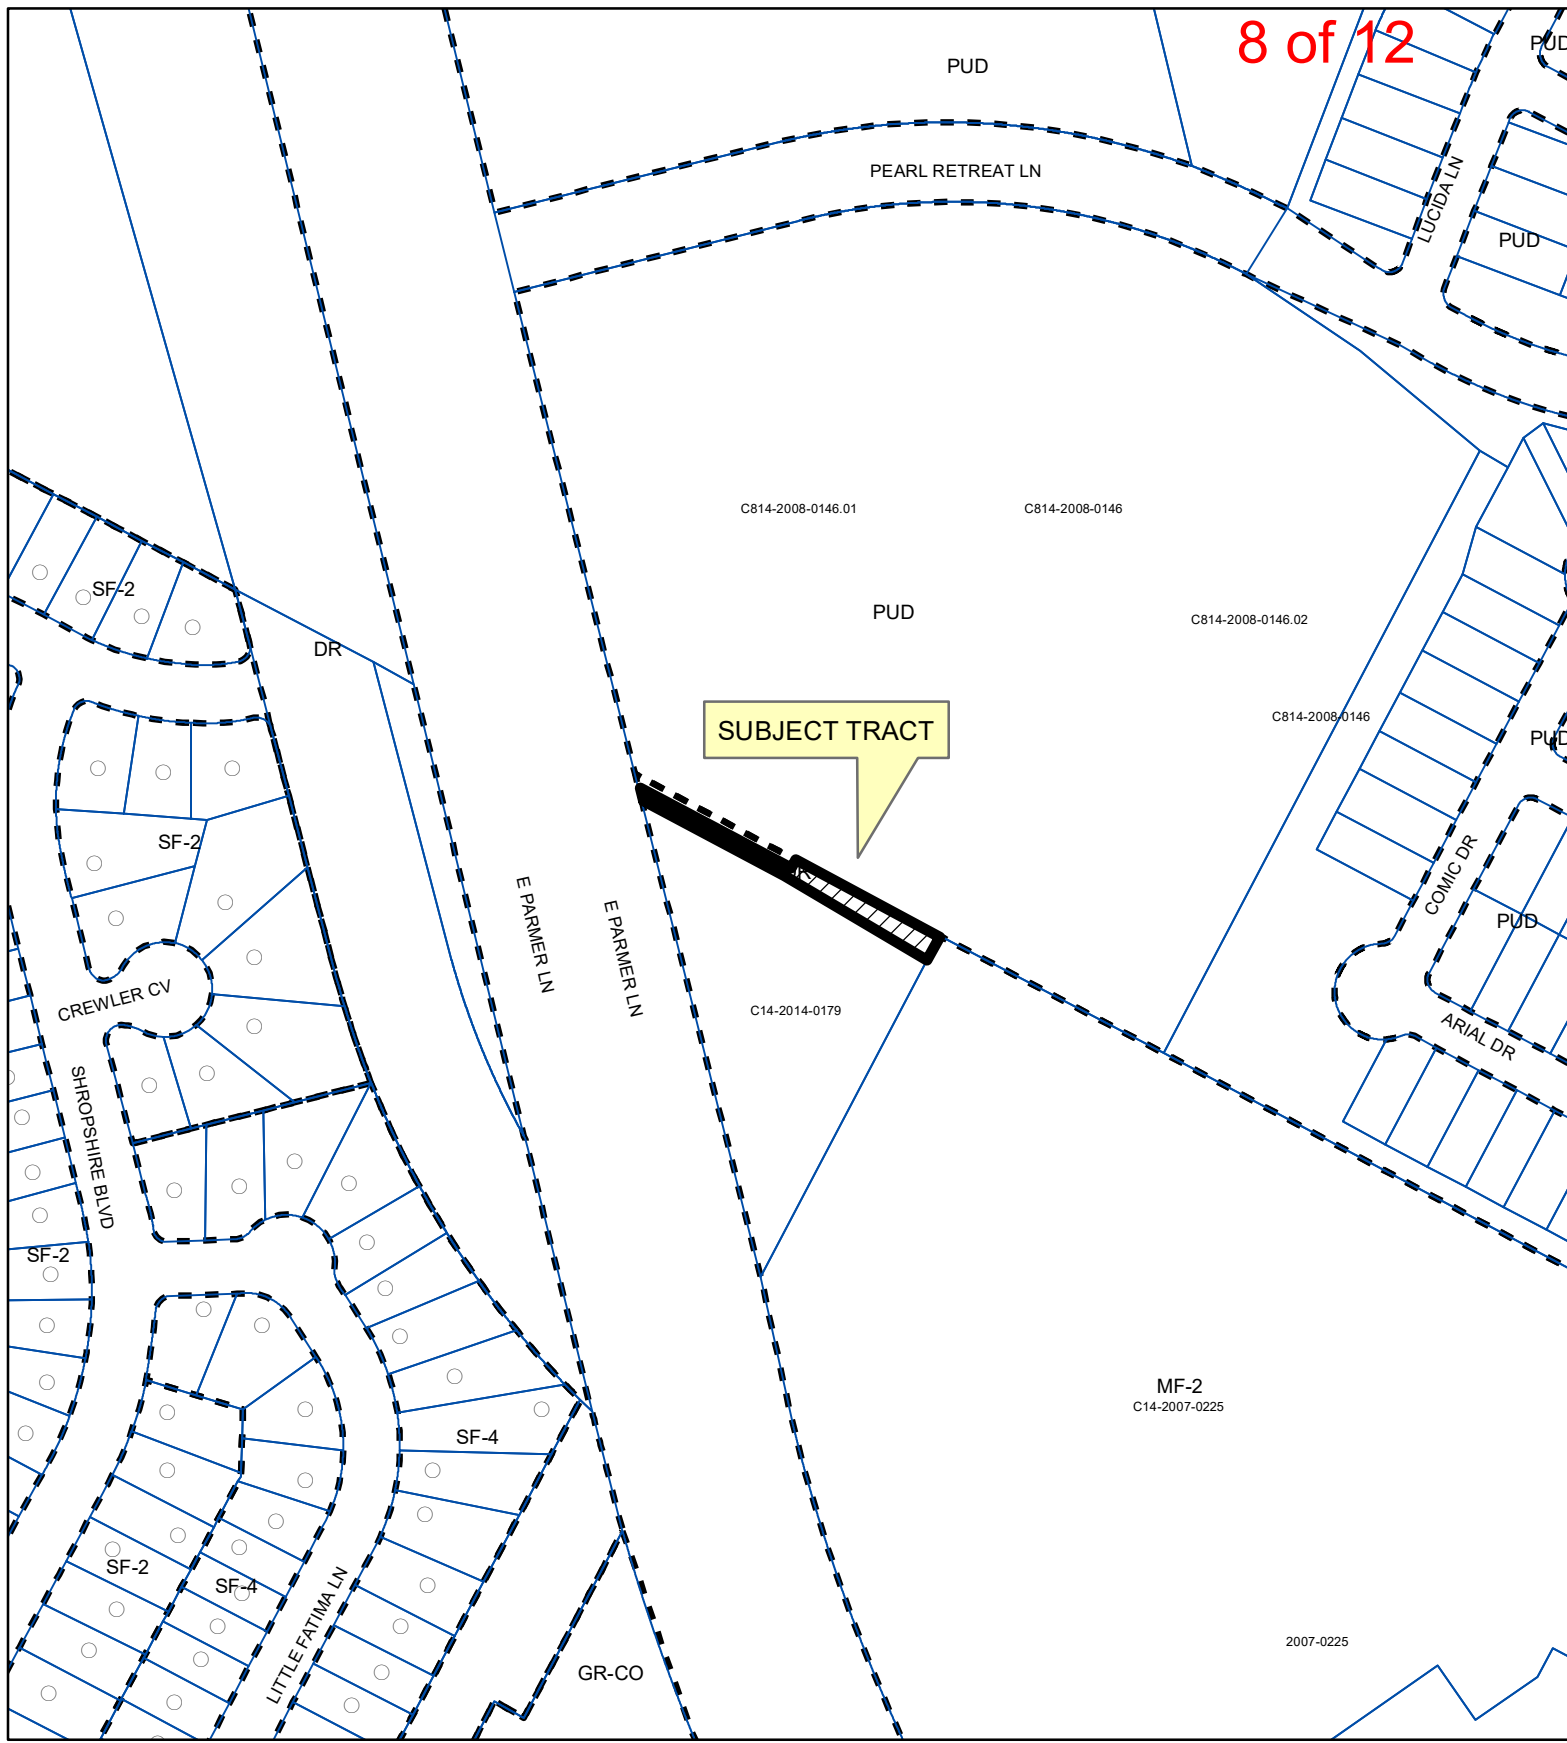 8 of 12
PUD
PUD
PEARL RETREAT LN
LUCIDA LN
PUD
C814-2008-0146.01
C814-2008-0146
SF-2
PUD
C814-2008-0146.02
DR
C814-2008-0146
SUBJECT TRACT
PUD
SF-2
COMIC DR
PUD
E PARMER LN
E PARMER LN
CREWLER CV
C14-2014-0179
ARIAL DR
SHROPSHIRE BLVD
SF-2
MF-2
C14-2007-0225
SF-4
SF-2
SF-4
LITTLE FATIMA LN
2007-0225
GR-CO